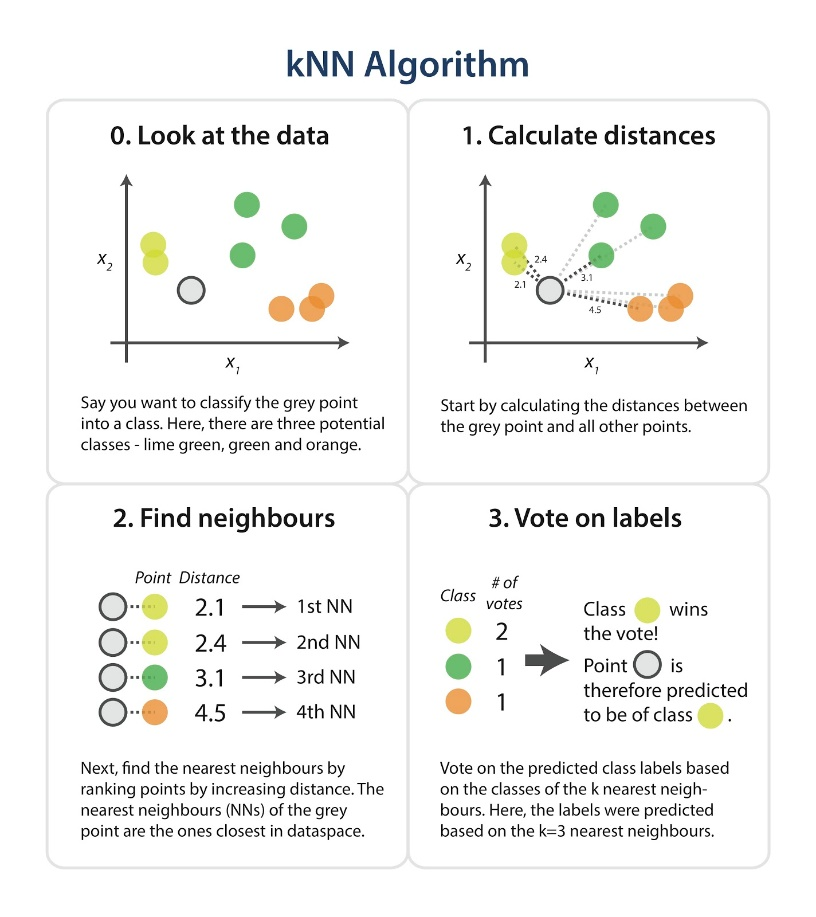 kNN Algorithm
0. Look at the data
x2
x1
Say you want to classify the grey point
into a class. Here, there are three potential
classes - lime green, green and orange.
1. Calculate distances
x2
2.4
2.1
3.1
4.5
x1
Start by calculating the distances between
the grey point and all other points.
2. Find neighbours
Point Distance
2.1 1st NN
2.4 2nd NN
3.1 3rd NN
4.5 4th NN
Next, find the nearest neighbours by
ranking points by increasing distance. The
nearest neighbours (NNs) of the grey
point are the ones closest in dataspace.
3. Vote on labels
Class # of
votes
2
1
1
Class wins
the vote!
Point is
therefore predicted
to be of class .
Vote on the predicted class labels based
on the classes of the k nearest neigh-
bours. Here, the labels were predicted
based on the k=3 nearest neighbours.